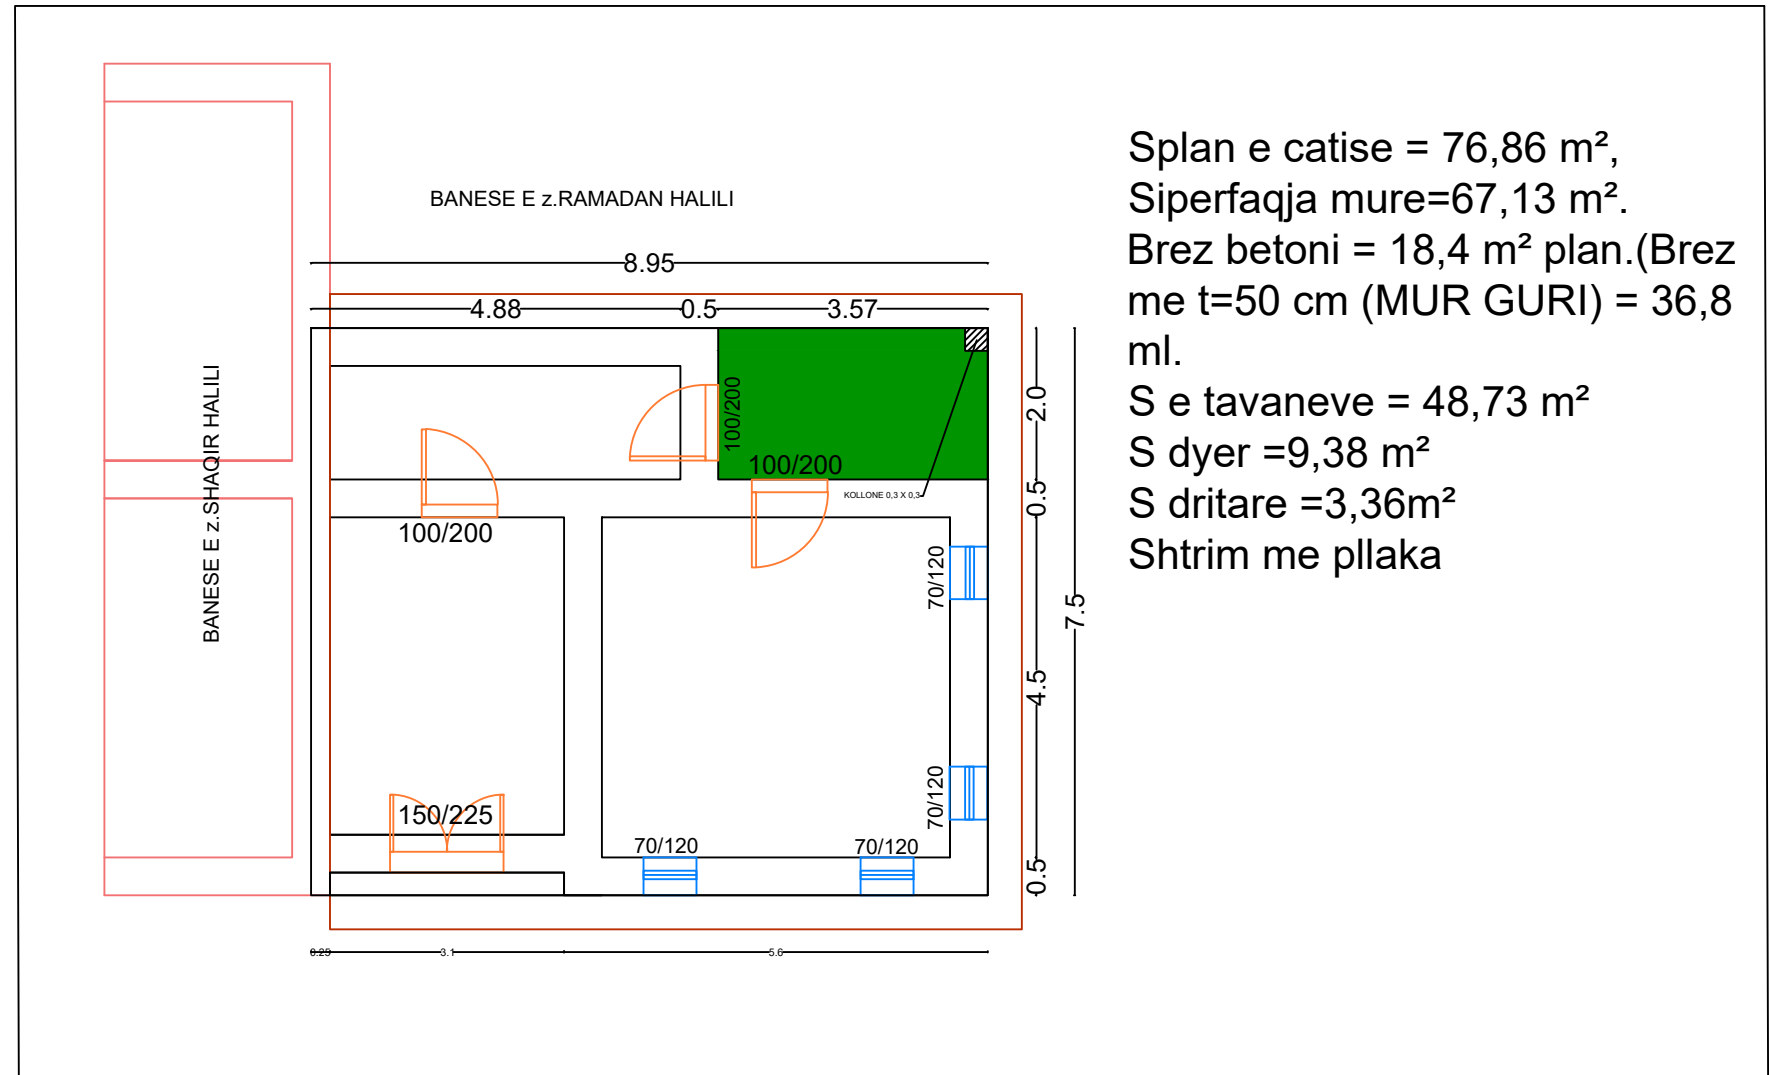 BANESE E z.RAMADAN HALILI
8.95
4.88
0.5
3.57
BANESE E z.SHAQIR HALILI
100/200
100/200
100/200
KOLLONE 0,3 X 0,3
2.0
0.5
4.5
0.5
7.5
70/120
70/120
150/225
70/120
70/120
0.25
3.1
5.6
Splan e catise = 76,86 m²,
Siperfaqja mure=67,13 m².
Brez betoni = 18,4 m² plan.(Brez
me t=50 cm (MUR GURI) = 36,8
ml.
S e tavaneve = 48,73 m²
S dyer =9,38 m²
S dritare =3,36m²
Shtrim me pllaka